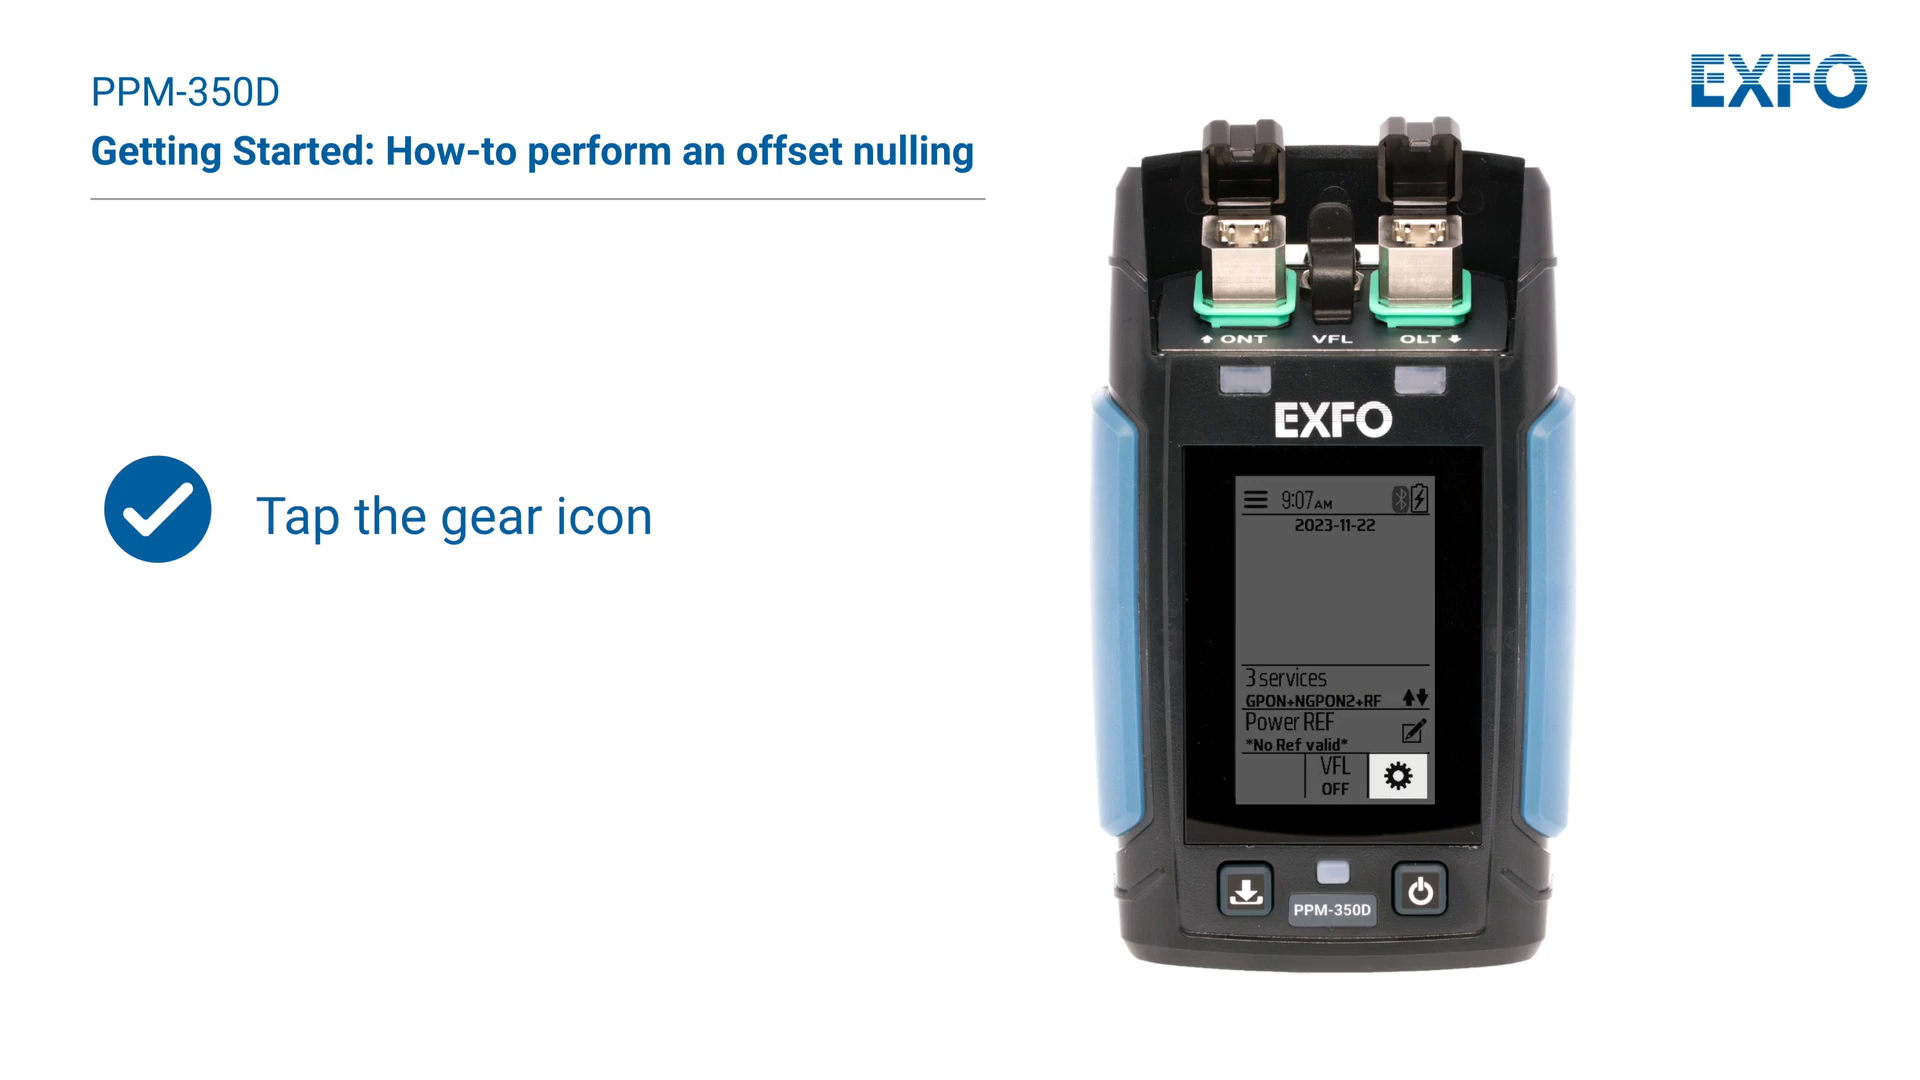 PPM-350D
EXFO
Getting Started: How-to perform an offset nulling
Tap the gear icon
ONT VFL OLT
EXFO
9:07AM
2023-11-22
3 services
GPON+NGPON2+RF
Power REF
*No Ref valid*
VFL
OFF
PPM-350D